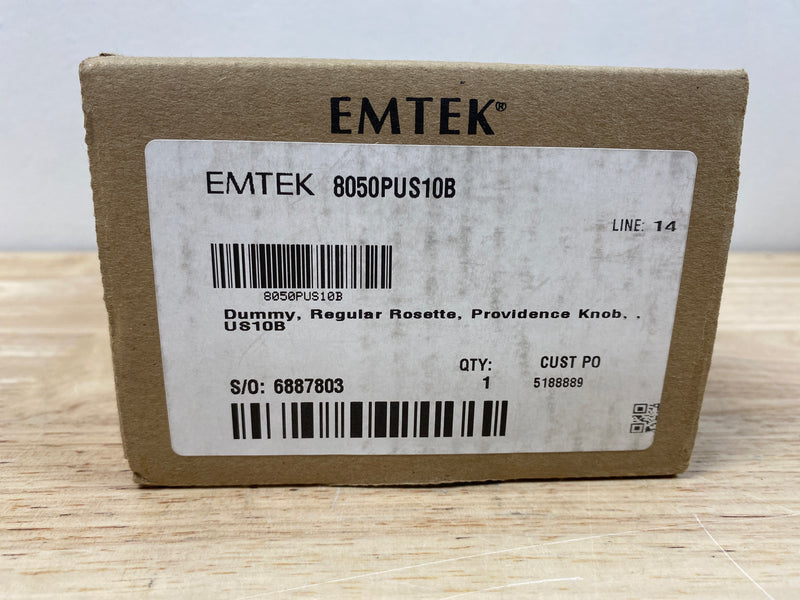 EMTEK®
EMTEK 8050PUS10B
LINE: 14
8050PUS10B
Dummy, Regular Rosette, Providence Knob, .
US10B
QTY: CUST PO
S/O: 6887803 1 5188889